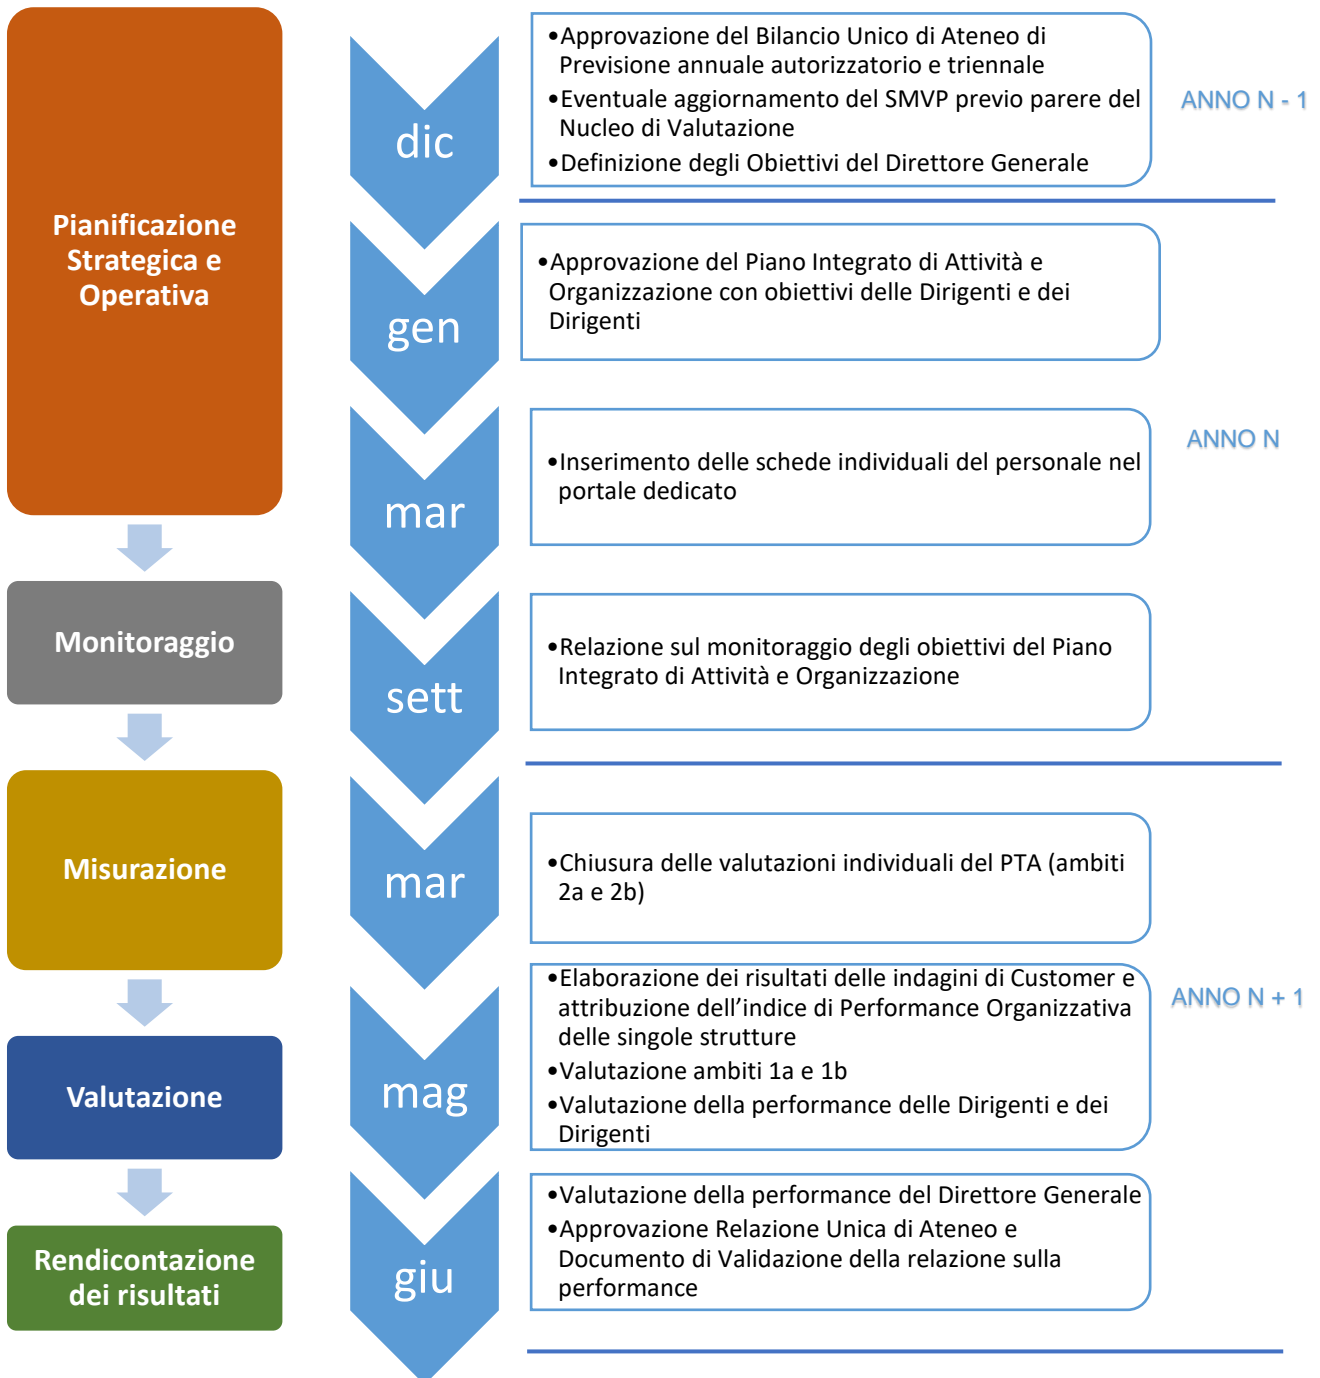 Pianificazione
Strategica e
Operativa
dic
•Approvazione del Bilancio Unico di Ateneo di
Previsione annuale autorizzatorio e triennale
•Eventuale aggiornamento del SMVP previo parere del
Nucleo di Valutazione
•Definizione degli Obiettivi del Direttore Generale
ANNO N - 1
gen
•Approvazione del Piano Integrato di Attività e
Organizzazione con obiettivi delle Dirigenti e dei
Dirigenti
mar
•Inserimento delle schede individuali del personale nel
portale dedicato
ANNO N
Monitoraggio
sett
•Relazione sul monitoraggio degli obiettivi del Piano
Integrato di Attività e Organizzazione
Misurazione
mar
•Chiusura delle valutazioni individuali del PTA (ambiti
2a e 2b)
Valutazione
mag
•Elaborazione dei risultati delle indagini di Customer e
attribuzione dell’indice di Performance Organizzativa
delle singole strutture
•Valutazione ambiti 1a e 1b
•Valutazione della performance delle Dirigenti e dei
Dirigenti
ANNO N + 1
Rendicontazione
dei risultati
giu
•Valutazione della performance del Direttore Generale
•Approvazione Relazione Unica di Ateneo e
Documento di Validazione della relazione sulla
performance